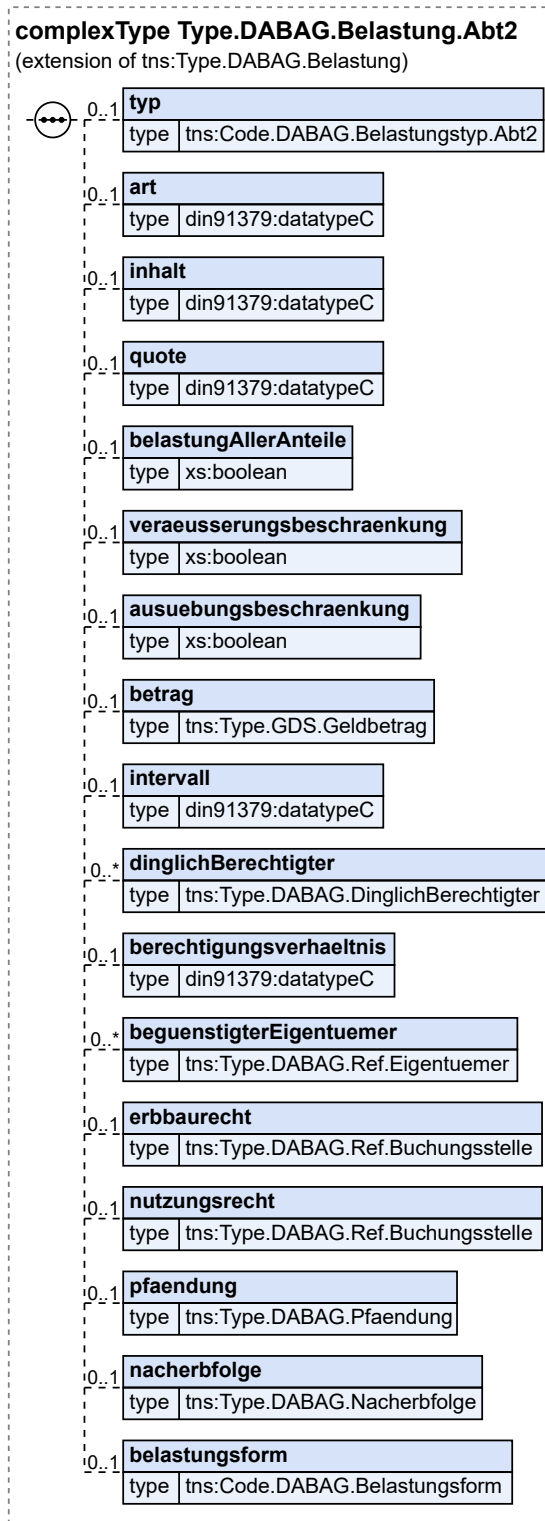 complexType Type.DABAG.Belastung.Abt2
(extension of tns:Type.DABAG.Belastung)
0..1 typ
type tns:Code.DABAG.Belastungstyp.Abt2
0..1 art
type din91379:datatypeC
0..1 inhalt
type din91379:datatypeC
0..1 quote
type din91379:datatypeC
0..1 belastungAllerAnteile
type xs:boolean
0..1 veraeusserungsbeschraenkung
type xs:boolean
0..1 ausuebungsbeschraenkung
type xs:boolean
0..1 betrag
type tns:Type.GDS.Geldbetrag
0..1 intervall
type din91379:datatypeC
0..* dinglichBerechtigter
type tns:Type.DABAG.DinglichBerechtigter
0..1 berechtigungsverhaeltnis
type din91379:datatypeC
0..* beguenstigterEigentuemer
type tns:Type.DABAG.Ref.Eigentuemer
0..1 erbbaurecht
type tns:Type.DABAG.Ref.Buchungsstelle
0..1 nutzungsrecht
type tns:Type.DABAG.Ref.Buchungsstelle
0..1 pfaendung
type tns:Type.DABAG.Pfaendung
0..1 nacherbfolge
type tns:Type.DABAG.Nacherbfolge
0..1 belastungsform
type tns:Code.DABAG.Belastungsform